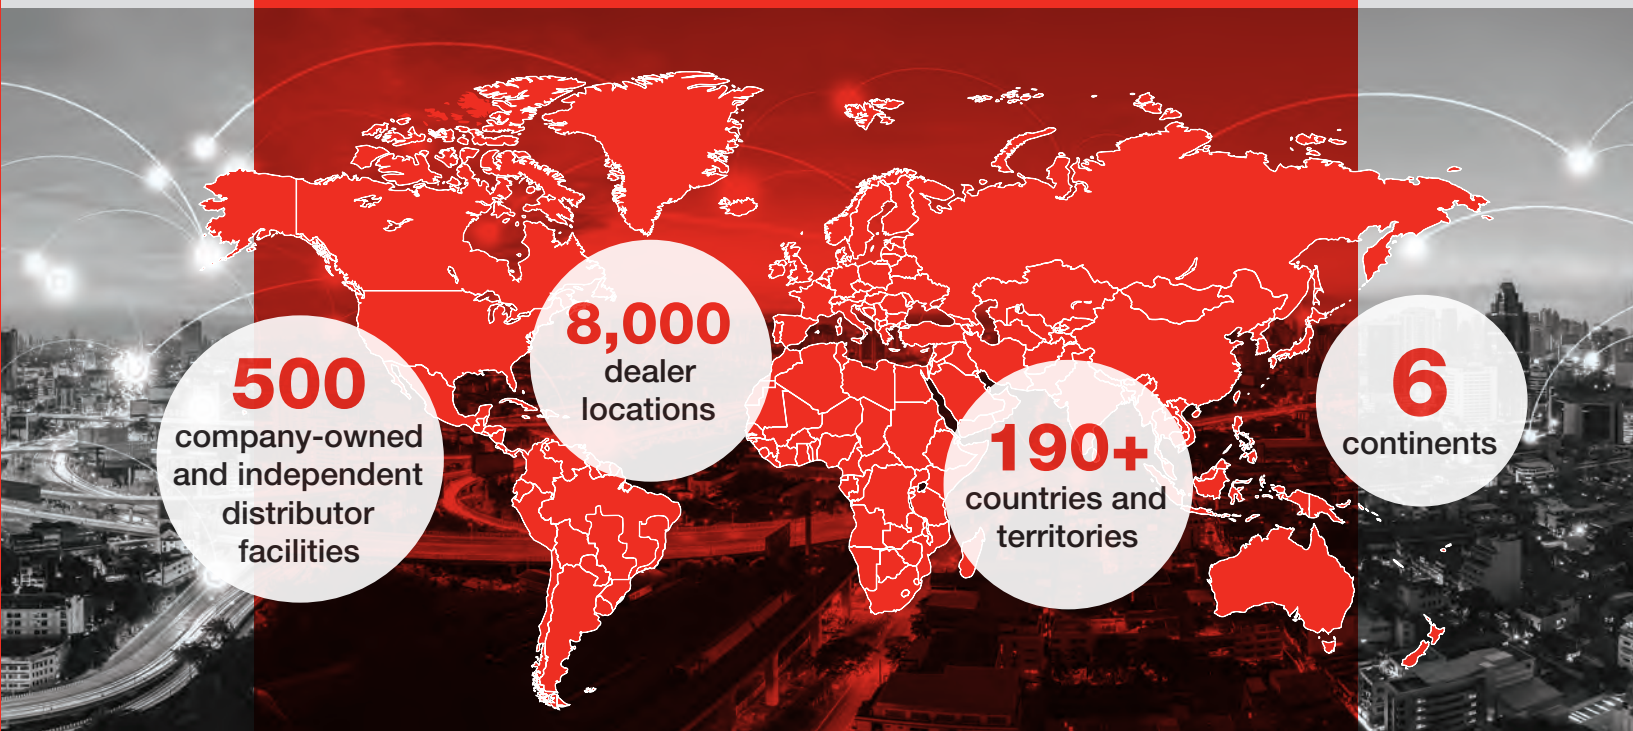 500
company-owned
and independent
distributor
facilities
8,000
dealer
locations
190+
countries and
territories
6
continents